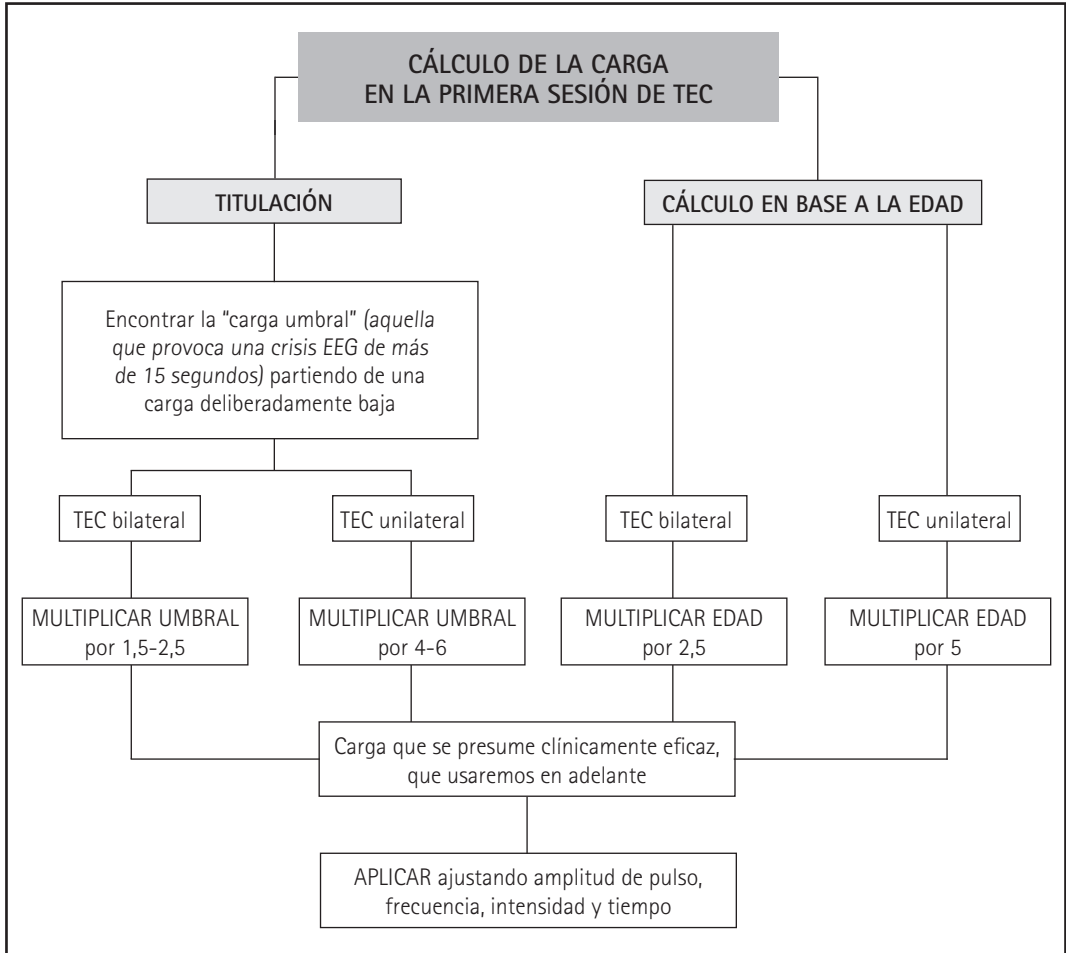 CÁLCULO DE LA CARGA
EN LA PRIMERA SESIÓN DE TEC
TITULACIÓN
CÁLCULO EN BASE A LA EDAD
Encontrar la “carga umbral” (aquella
que provoca una crisis EEG de más
de 15 segundos) partiendo de una
carga deliberadamente baja
TEC bilateral
TEC unilateral
TEC bilateral
TEC unilateral
MULTIPLICAR UMBRAL
por 1,5-2,5
MULTIPLICAR UMBRAL
por 4-6
MULTIPLICAR EDAD
por 2,5
MULTIPLICAR EDAD
por 5
Carga que se presume clínicamente eficaz,
que usaremos en adelante
APLICAR ajustando amplitud de pulso,
frecuencia, intensidad y tiempo